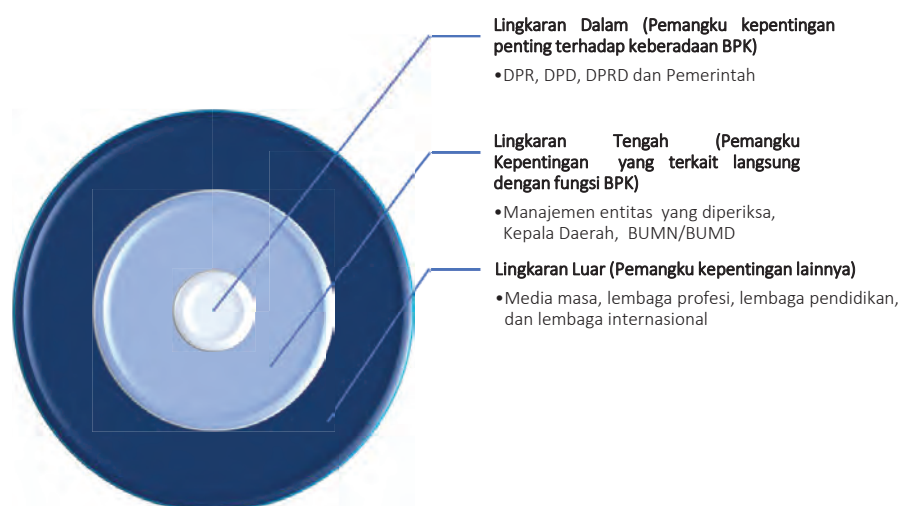 Lingkaran Dalam (Pemangku kepentingan
penting terhadap keberadaan BPK)
•DPR, DPD, DPRD dan Pemerintah
Lingkaran Tengah (Pemangku
Kepentingan yang terkait langsung
dengan fungsi BPK)
•Manajemen entitas yang diperiksa,
Kepala Daerah, BUMN/BUMD
Lingkaran Luar (Pemangku kepentingan lainnya)
•Media masa, lembaga profesi, lembaga pendidikan,
dan lembaga internasional